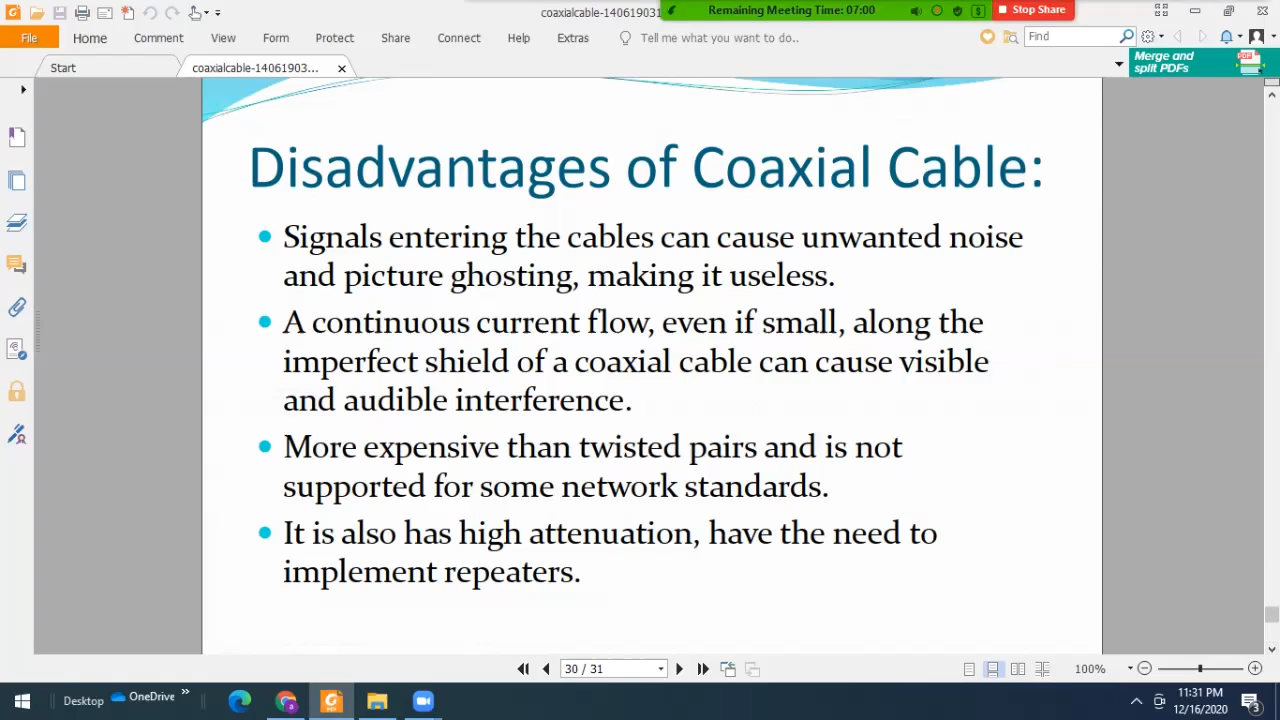 coaxialcable-14061903
Remaining Meeting Time: 07:00
Stop Share
File Home Comment View Form Protect Share Connect Help Extras Tell me what you want to do.. Find
Start
coaxialcable-14061903...
Merge and
split PDFs
Disadvantages of Coaxial Cable:
• Signals entering the cables can cause unwanted noise
and picture ghosting, making it useless.
• A continuous current flow, even if small, along the
imperfect shield of a coaxial cable can cause visible
and audible interference.
• More expensive than twisted pairs and is not
supported for some network standards.
• It is also has high attenuation, have the need to
implement repeaters.
30 / 31
100%
Desktop OneDrive
11:31 PM
12/16/2020
3